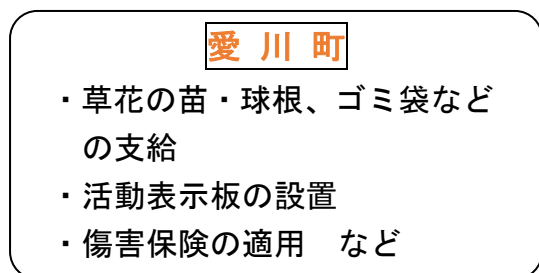 愛 川 町
・草花の苗・球根、ゴミ袋など
の支給
・活動表示板の設置
・傷害保険の適用　など